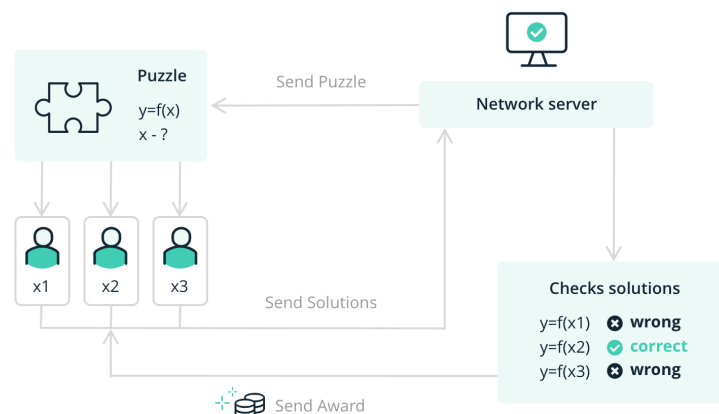 Puzzle
y=f(x)
x - ?
Send Puzzle
Network server
x1
x2
x3
Send Solutions
Checks solutions
y=f(x1) wrong
y=f(x2) correct
y=f(x3) wrong
Send Award